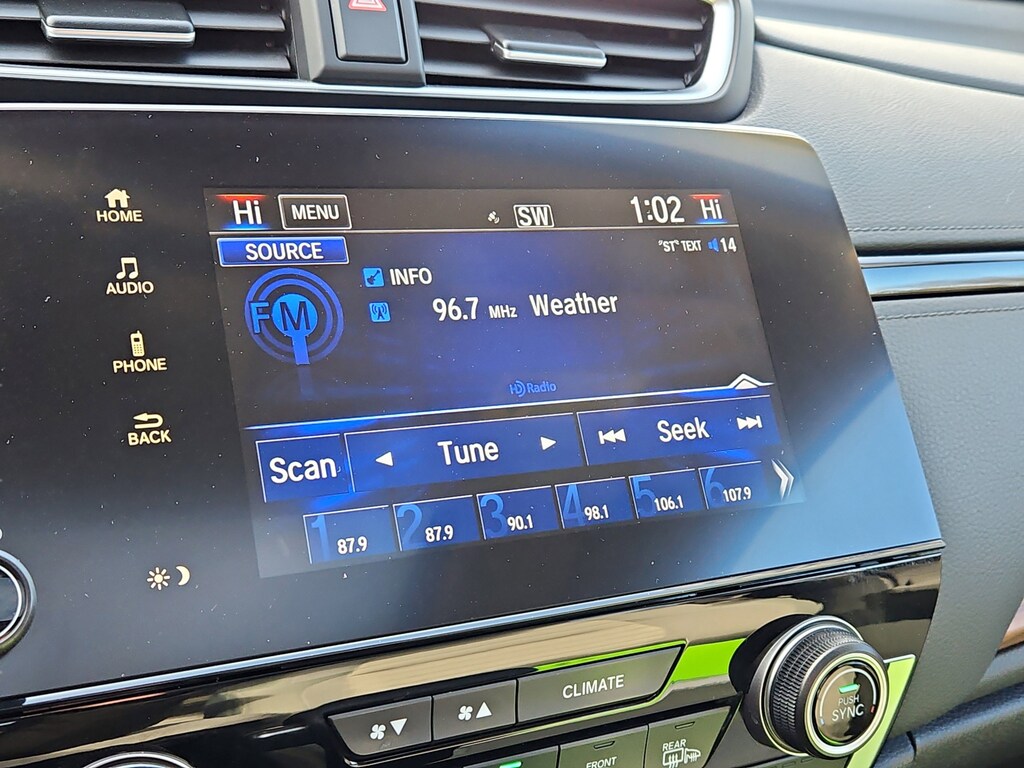 HOME
AUDIO
PHONE
BACK
Hi MENU SW 1:02 Hi
SOURCE "ST" TEXT 14
FM
INFO
96.7 MHz Weather
HD Radio
Scan Tune Seek
1 87.9 2 87.9 3 90.1 4 98.1 5 106.1 6 107.9
CLIMATE
PUSH
SYNC
FRONT
REAR